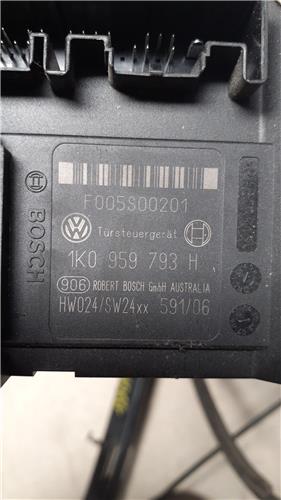 F005S00201
Türsteuergerät
1K0 959 793 H
906 ROBERT BOSCH GmbH AUSTRALIA
HW024/SW24xx 591/06
BOSCH